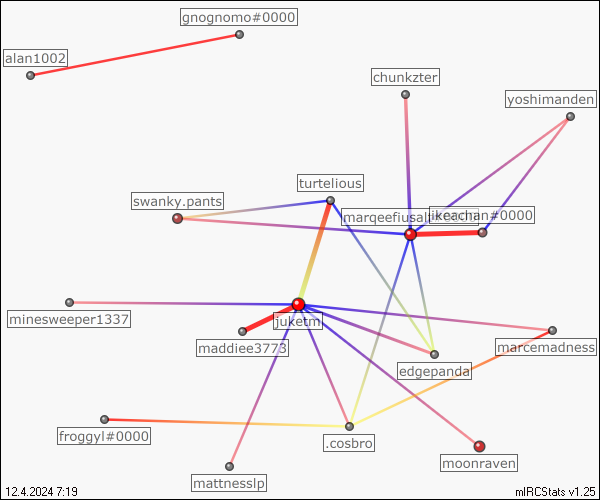 gnognomo#0000
alan1002
chunkzter
yoshimanden
turtelious
swanky.pants
ikeachan#0000
minesweeper1337
juketm
maddiee3773
marcemadness
edgepanda
froggyl#0000
.cosbro
moonraven
mattnesslp
12.4.2024 7:19
mIRCStats v1.25